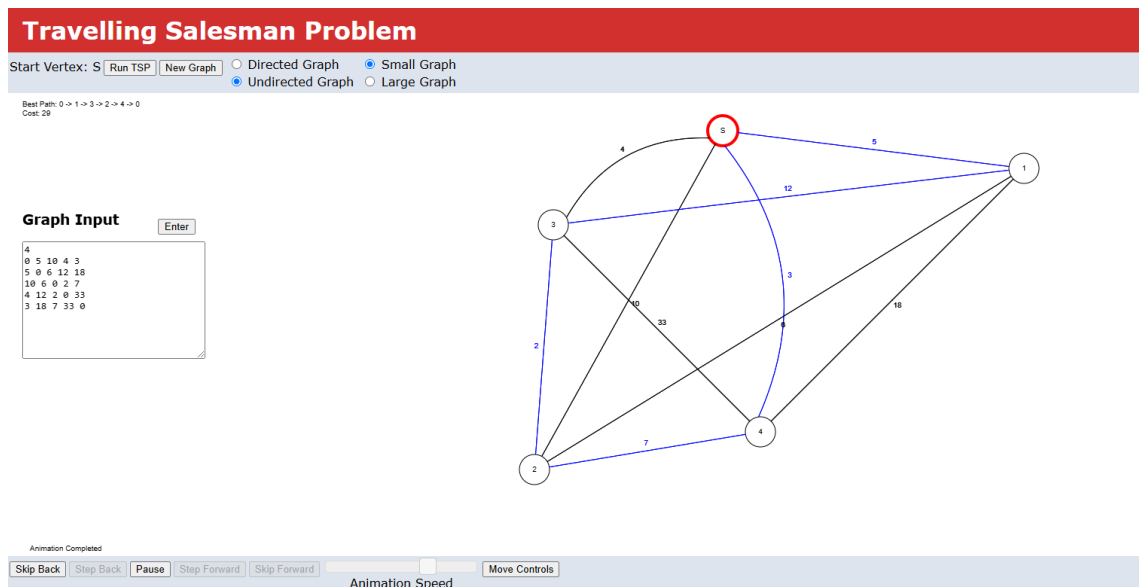 Travelling Salesman Problem
Start Vertex: S Run TSP New Graph Directed Graph Small Graph
Undirected Graph Large Graph
Best Path: 0 -> 1 -> 3 -> 2 -> 4 -> 0
Cost: 29
S
5
4
1
12
Graph Input Enter
3
4
0 5 10 4 3
5 0 6 12 18
10 6 0 2 7
4 12 2 0 33
3 18 7 33 0
3
10
18
33
6
2
4
7
2
Animation Completed
Skip Back Step Back Pause Step Forward Skip Forward Move Controls
Animation Speed